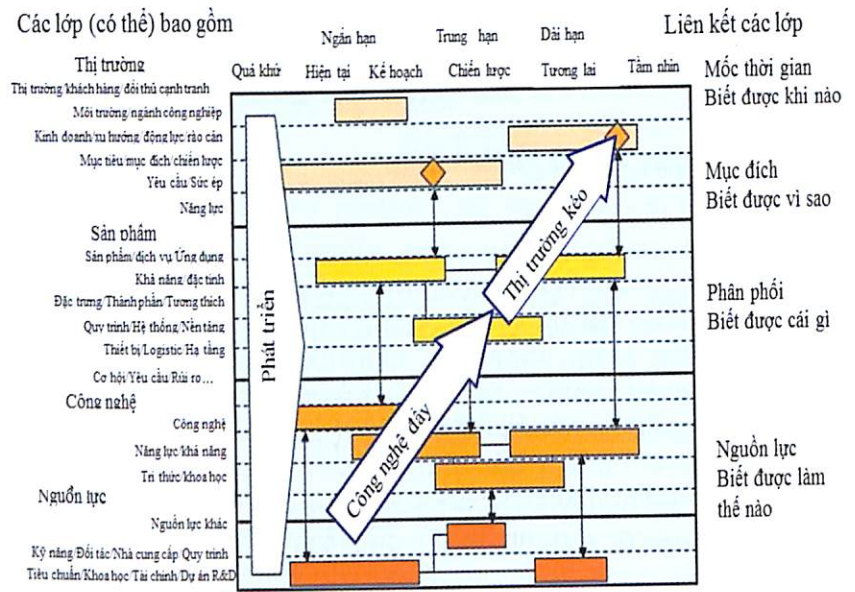 Các lớp (có thể) bao gồm
Liên kết các lớp
Ngắn hạn
Trung hạn
Dài hạn
Quá khứ
Hiện tại
Kế hoạch
Chiến lược
Tương lai
Tầm nhìn
Thị trường
Thị trường/khách hàng/đối thủ cạnh tranh
Môi trường/ngành công nghiệp
Kinh doanh/xu hướng/động lực/rào cản
Mục tiêu mục đích/chiến lược
Yêu cầu Sức ép
Năng lực
Sản phẩm
Sản phẩm/dịch vụ Ứng dụng
Khả năng/đặc tính
Đặc trưng/Thành phần/Tương thích
Quy trình Hệ thống/Nền tảng
Thiết bị/Logistic Hạ tầng
Cơ hội/Yêu cầu Rủi ro…
Công nghệ
Công nghệ
Năng lực/khả năng
Tri thức/khoa học
Nguồn lực
Nguồn lực khác
Kỹ năng/Đối tác/Nhà cung cấp Quy trình
Tiêu chuẩn/Khoa học/Tài chính Dự án R&D
Phát triển
Công nghệ đẩy
Thị trường kéo
Mốc thời gian
Biết được khi nào
Mục đích
Biết được vì sao
Phân phối
Biết được cái gì
Nguồn lực
Biết được làm
thế nào